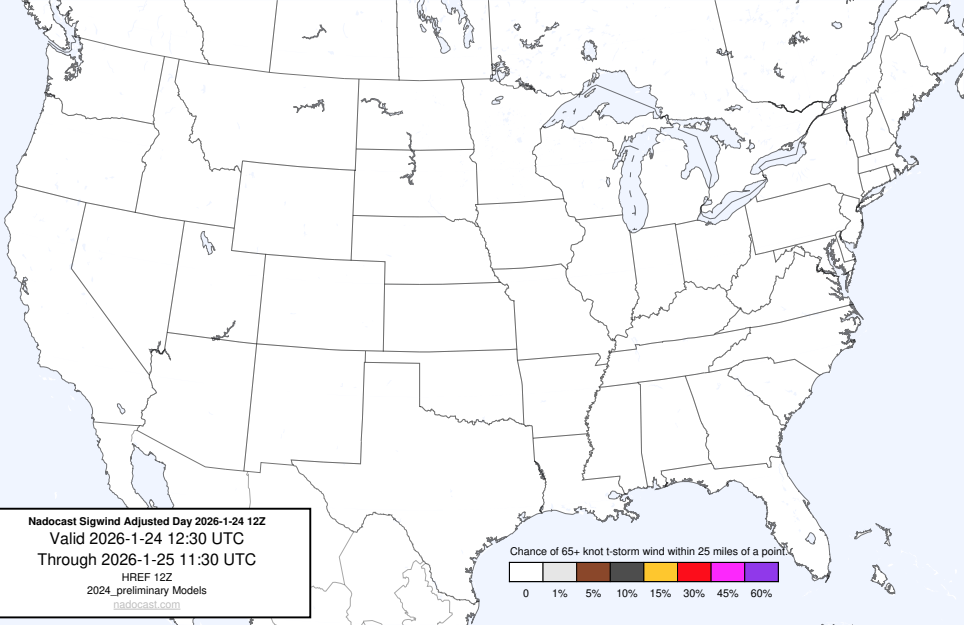 Nadocast Sigwind Adjusted Day 2026-1-24 12Z
Valid 2026-1-24 12:30 UTC
Through 2026-1-25 11:30 UTC
HREF 12Z
2024_preliminary Models
nadocast.com
Chance of 65+ knot t-storm wind within 25 miles of a point.
0 1% 5% 10% 15% 30% 45% 60%